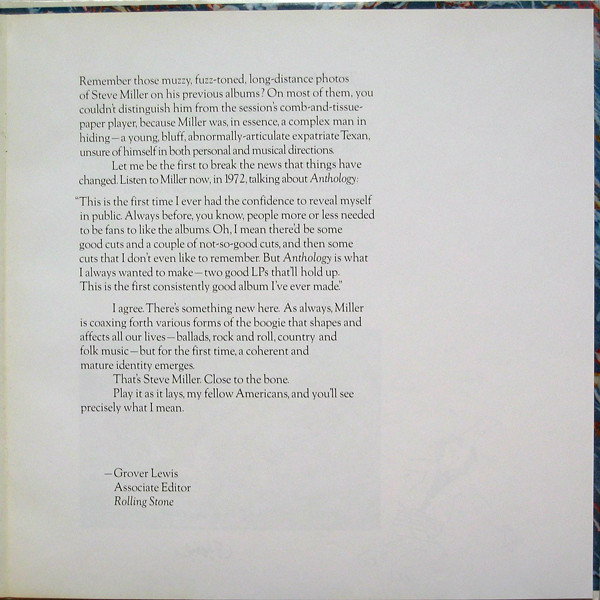 Remember those muzzy, fuzz-toned, long-distance photos
of Steve Miller on his previous albums? On most of them, you
couldn't distinguish him from the session's comb-and-tissue-
paper player, because Miller was, in essence, a complex man in
hiding—a young, bluff, abnormally-articulate expatriate Texan,
unsure of himself in both personal and musical directions.
Let me be the first to break the news that things have
changed. Listen to Miller now, in 1972, talking about Anthology:
"This is the first time I ever had the confidence to reveal myself
in public. Always before, you know, people more or less needed
to be fans to like the albums. Oh, I mean there'd be some
good cuts and a couple of not-so-good cuts, and then some
cuts that I don't even like to remember. But Anthology is what
I always wanted to make—two good LPs that'll hold up.
This is the first consistently good album I've ever made."
I agree. There's something new here. As always, Miller
is coaxing forth various forms of the boogie that shapes and
affects all our lives—ballads, rock and roll, country and
folk music—but for the first time, a coherent and
mature identity emerges.
That's Steve Miller. Close to the bone.
Play it as it lays, my fellow Americans, and you'll see
precisely what I mean.
—Grover Lewis
Associate Editor
Rolling Stone